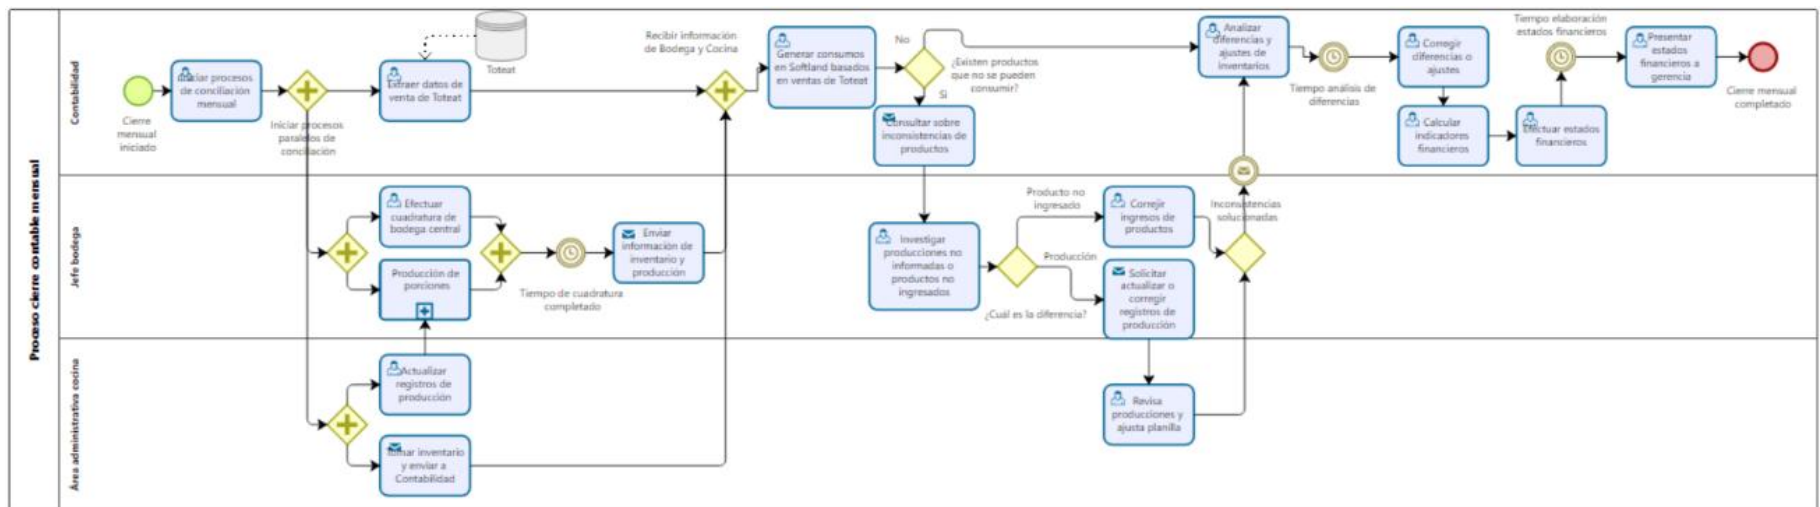 Proceso cierre contable mensual
Contabilidad
Cierre
mensual
iniciado
Iniciar procesos
de conciliación
mensual
Iniciar procesos
paralelos de
conciliación
Extraer datos de
venta de Toteat
Toteat
Recibir información
de Bodega y Cocina
Generar consumos
en Softland basados
en ventas de Toteat
No
¿Existen productos
que no se pueden
consumir?
Si
Consultar sobre
inconsistencias de
productos
Analizar
diferencias y
ajustes de
inventarios
Tiempo análisis de
diferencias
Corregir
diferencias o
ajustes
Calcular
indicadores
financieros
Efectuar estados
financieros
Tiempo elaboración
estados financieros
Presentar
estados
financieros a
gerencia
Cierre mensual
completado
Jefe bodega
Efectuar
cuadratura de
bodega central
Producción de
porciones
Tiempo de cuadratura
completado
Enviar
información de
inventario y
producción
Investigar
producciones no
informadas o
productos no
ingresados
Producto no
ingresado
Producción
¿Cuál es la diferencia?
Correjir
ingresos de
productos
Solicitar
actualizar o
corregir
registros de
producción
Inconsistencias
solucionadas
Área administrativa cocina
Actualizar
registros de
producción
Tomar inventario
y enviar a
Contabilidad
Revisa
producciones y
ajusta planilla